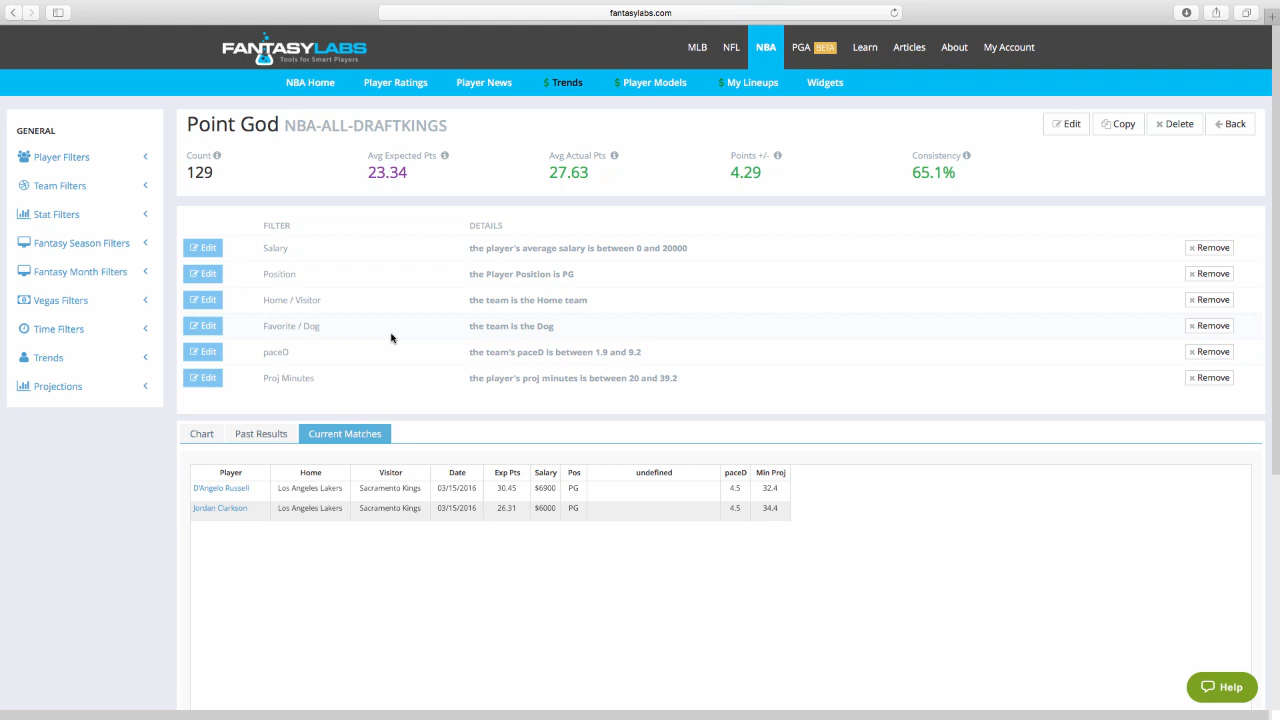 fantasylabs.com
FANTASYLABS
Tools for Smart Players
MLB NFL NBA PGA BETA Learn Articles About My Account
NBA Home Player Ratings Player News $ Trends $ Player Models $ My Lineups Widgets
GENERAL
Player Filters
Team Filters
Stat Filters
Fantasy Season Filters
Fantasy Month Filters
Vegas Filters
Time Filters
Trends
Projections
Point God NBA-ALL-DRAFTKINGS
Edit Copy Delete Back
Count Avg Expected Pts Avg Actual Pts Points +/- Consistency
129 23.34 27.63 4.29 65.1%
FILTER DETAILS
Edit Salary the player's average salary is between 0 and 20000 Remove
Edit Position the Player Position is PG Remove
Edit Home / Visitor the team is the Home team Remove
Edit Favorite / Dog the team is the Dog Remove
Edit paceD the team's paceD is between 1.9 and 9.2 Remove
Edit Proj Minutes the player's proj minutes is between 20 and 39.2 Remove
Chart Past Results Current Matches
Player Home Visitor Date Exp Pts Salary Pos undefined paceD Min Proj
D'Angelo Russell Los Angeles Lakers Sacramento Kings 03/15/2016 30.45 $6900 PG 4.5 32.4
Jordan Clarkson Los Angeles Lakers Sacramento Kings 03/15/2016 26.31 $6000 PG 4.5 34.4
Help